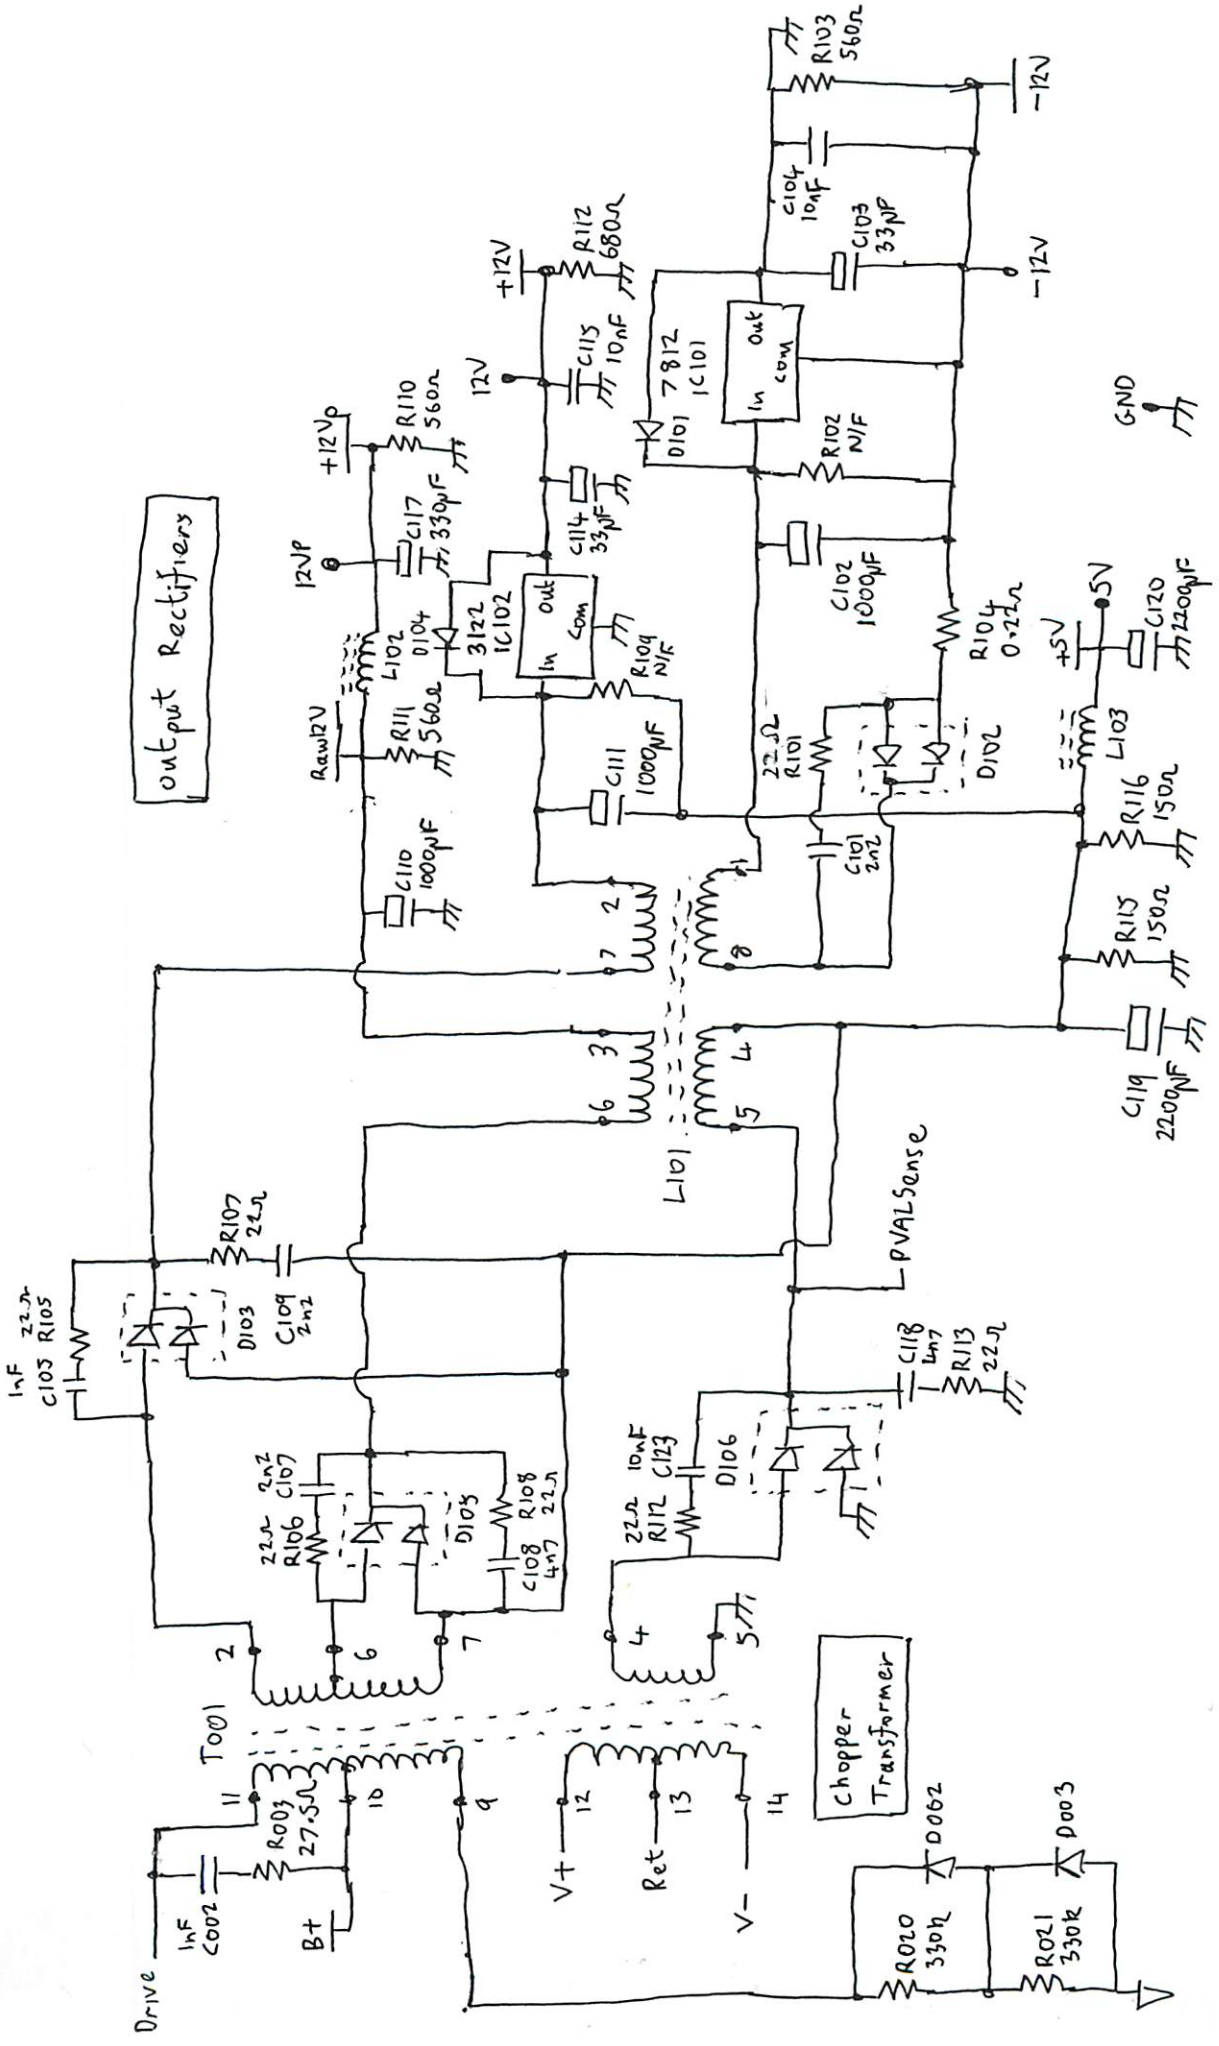 Output Rectifiers
Drive
1nF
C002
R003
27.5Ω
B+
11
10
9
T001
2
6
7
1nF
C105
22Ω
R105
D103
R107
22Ω
C109
2n2
22Ω
R106
2n2
C107
D105
R108
22Ω
C108
4n7
V+
Ret
V-
12
13
14
4
5
Chopper
Transformer
R020
330k
R021
330k
D002
D003
22Ω
R112
10nF
C123
D106
C118
4n7
R113
22Ω
PVALSense
L101
6
3
7
2
5
4
8
1
C110
1000µF
Raw12V
R111
560Ω
L102
12VP
C117
330µF
+12Vp
R110
560Ω
C111
1000µF
R109
N/F
D104
3122
IC102
In
Out
Com
C114
33µF
12V
C115
10nF
+12V
R112
680Ω
C101
2n2
22Ω
R101
D102
R104
0.22Ω
C102
1000µF
R102
N/F
D101
7812
IC101
In
Out
Com
C103
33µF
C104
10nF
R103
560Ω
-12V
-12V
GND
C119
2200µF
R115
150Ω
R116
150Ω
L103
+5V
5V
C120
2200µF